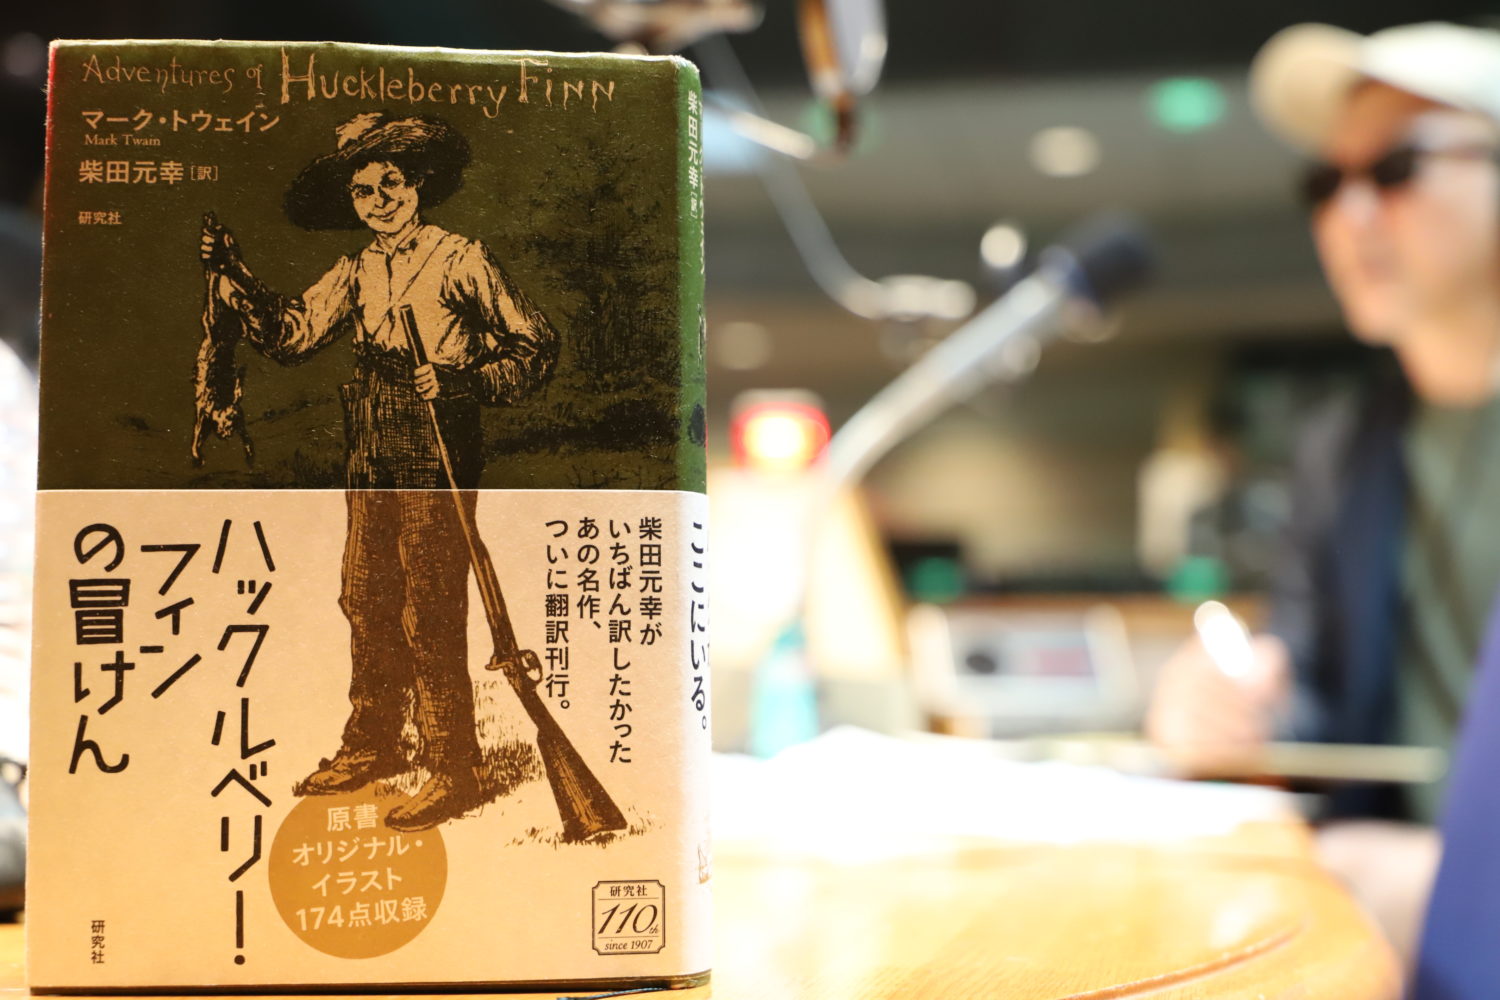 Adventures of Huckleberry Finn
マーク・トウェイン
Mark Twain
柴田元幸[訳]
研究社
ハックルベリー!
フィン
の冒けん
柴田元幸が
いちばん訳したかった
あの名作、
ついに翻訳刊行。
原書
オリジナル・
イラスト
174点収録
研究社
研究社
110th
since 1907
柴田元幸[訳]
ここにいる。